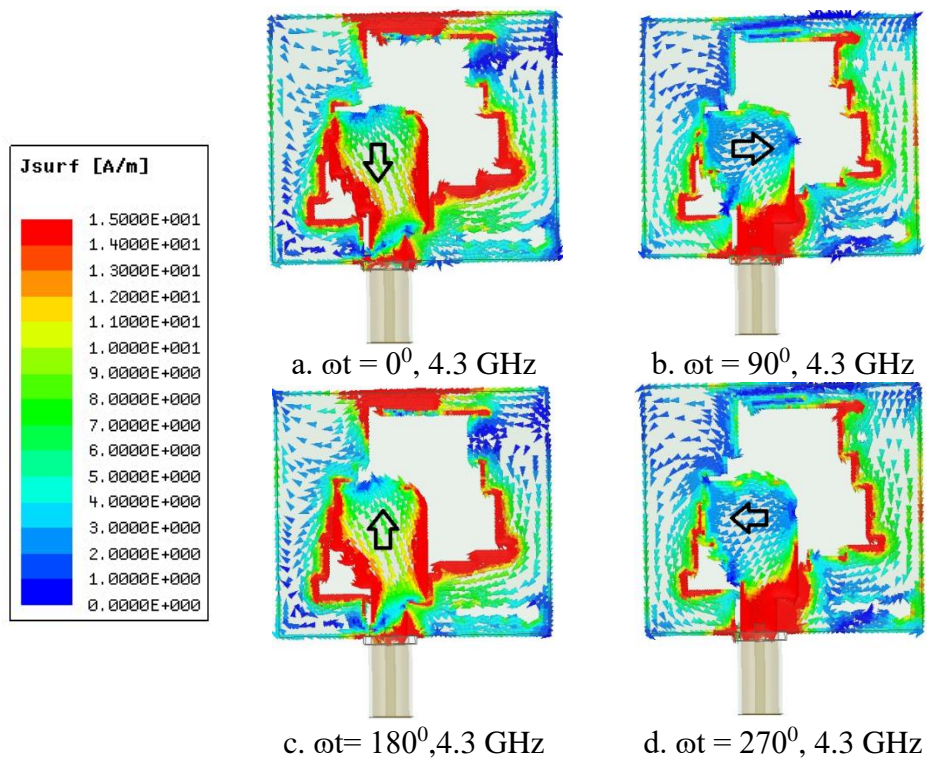 Jsurf [A/m]
1.5000E+001
1.4000E+001
1.3000E+001
1.2000E+001
1.1000E+001
1.0000E+001
9.0000E+000
8.0000E+000
7.0000E+000
6.0000E+000
5.0000E+000
4.0000E+000
3.0000E+000
2.0000E+000
1.0000E+000
0.0000E+000
a. ωt = 0⁰, 4.3 GHz
b. ωt = 90⁰, 4.3 GHz
c. ωt= 180⁰,4.3 GHz
d. ωt = 270⁰, 4.3 GHz